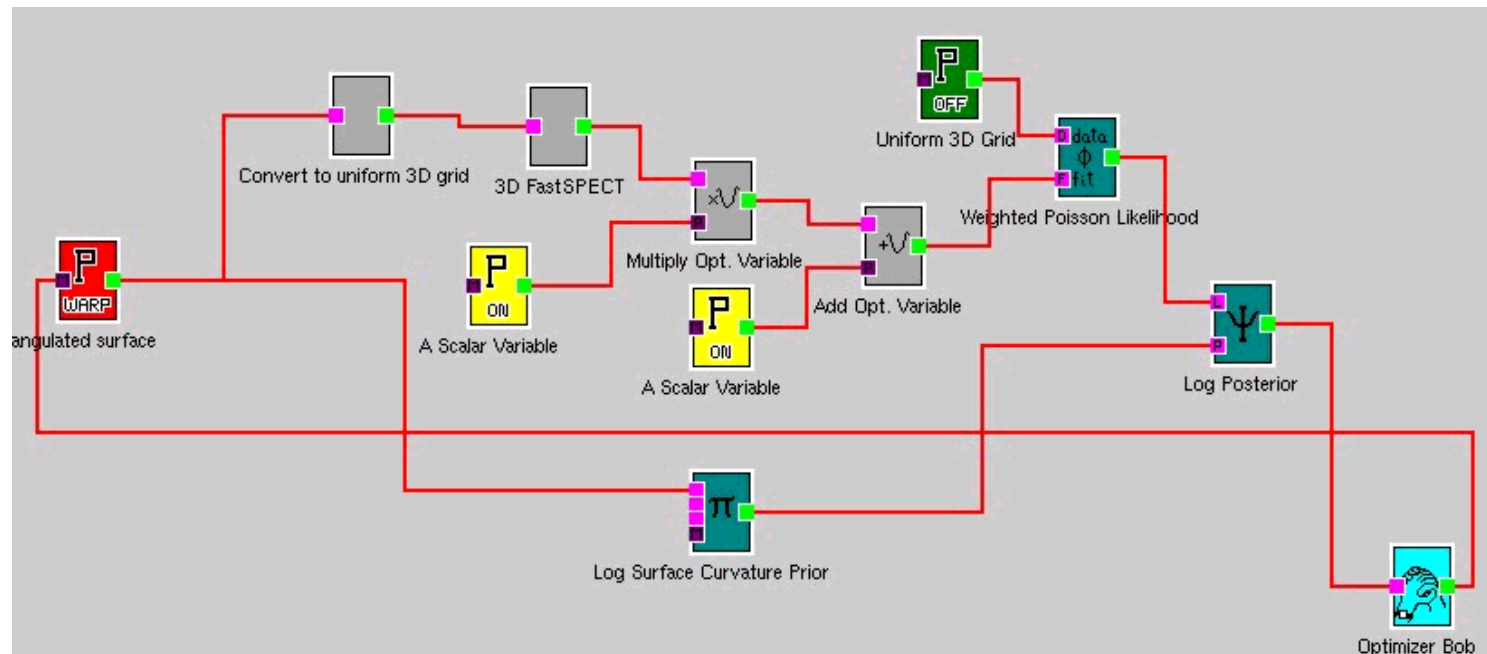 P
OFF
Uniform 3D Grid
D data
Φ
F fit
Weighted Poisson Likelihood
Convert to uniform 3D grid
3D FastSPECT
×
P
Multiply Opt. Variable
+
P
Add Opt. Variable
P
WARP
angulated surface
P
ON
A Scalar Variable
P
ON
A Scalar Variable
L
Ψ
P
Log Posterior
π
Log Surface Curvature Prior
Optimizer Bob